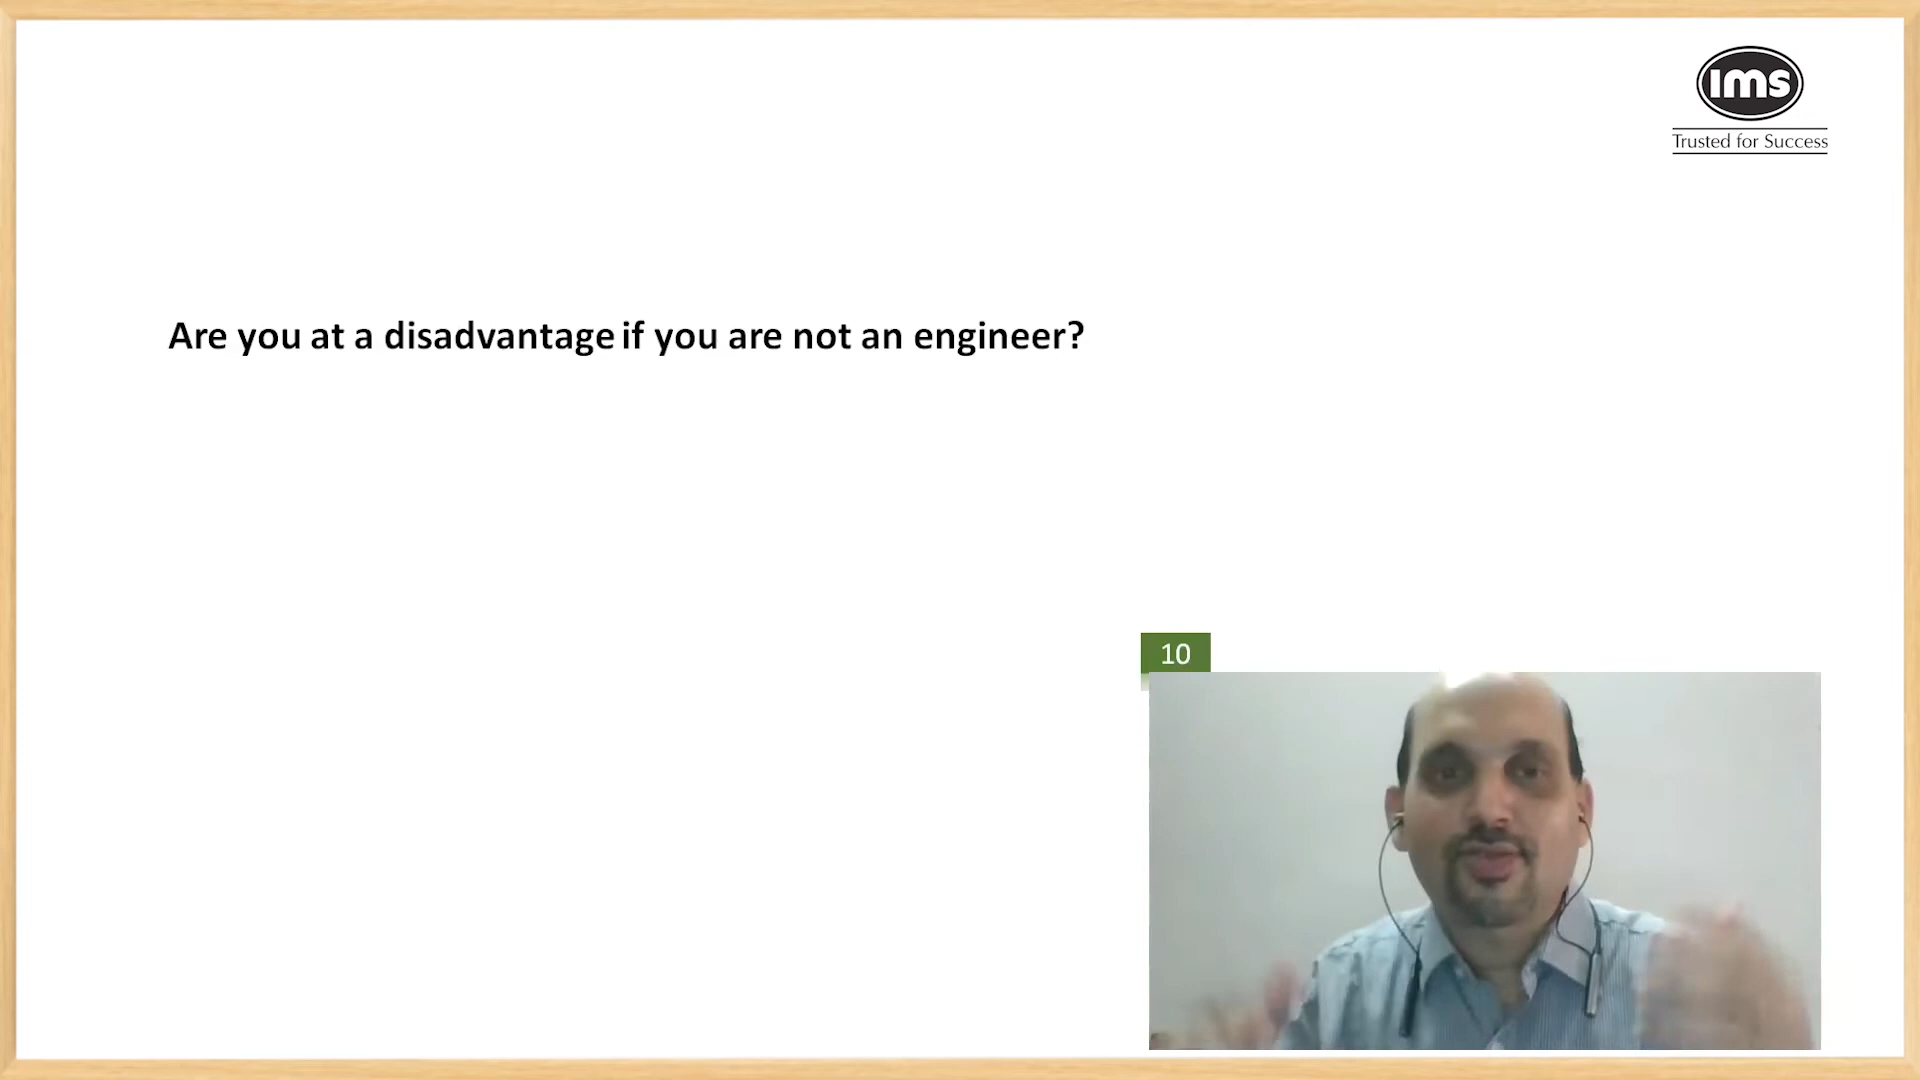 ims
Trusted for Success
Are you at a disadvantage if you are not an engineer?
10